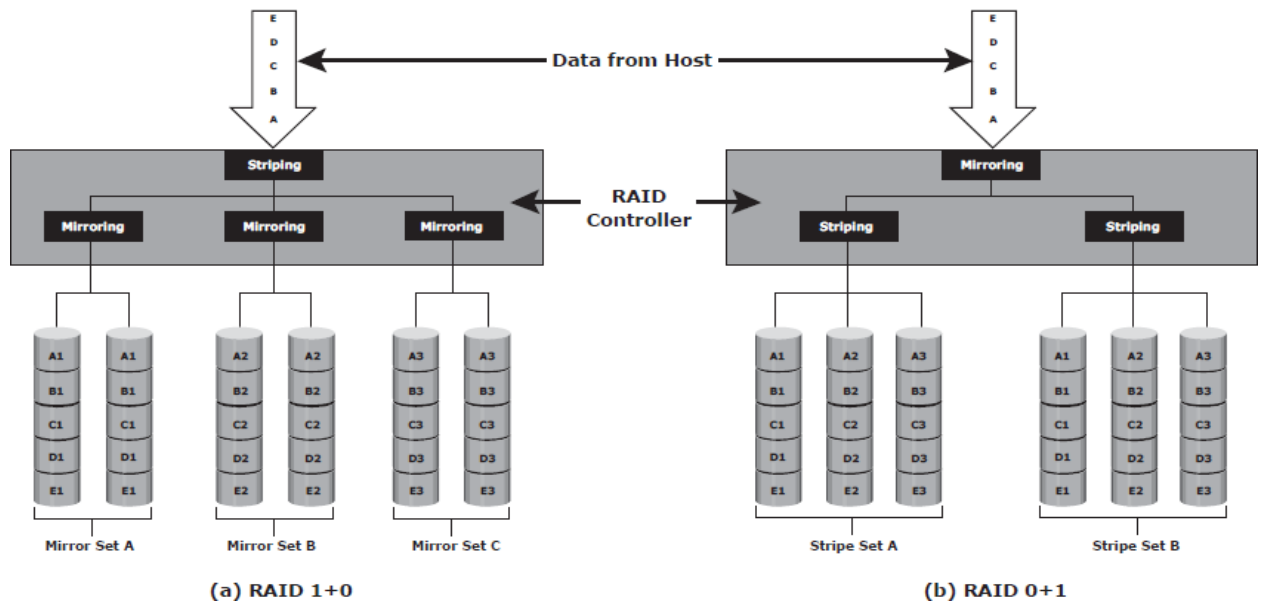 E E
D D
Data from Host
C C
B B
A A
Striping Mirroring
RAID
Controller
Mirroring Mirroring Mirroring Striping Striping
A1 A1 A2 A2 A3 A3 A1 A2 A3 A1 A2 A3
B1 B1 B2 B2 B3 B3 B1 B2 B3 B1 B2 B3
C1 C1 C2 C2 C3 C3 C1 C2 C3 C1 C2 C3
D1 D1 D2 D2 D3 D3 D1 D2 D3 D1 D2 D3
E1 E1 E2 E2 E3 E3 E1 E2 E3 E1 E2 E3
Mirror Set A Mirror Set B Mirror Set C Stripe Set A Stripe Set B
(a) RAID 1+0 (b) RAID 0+1